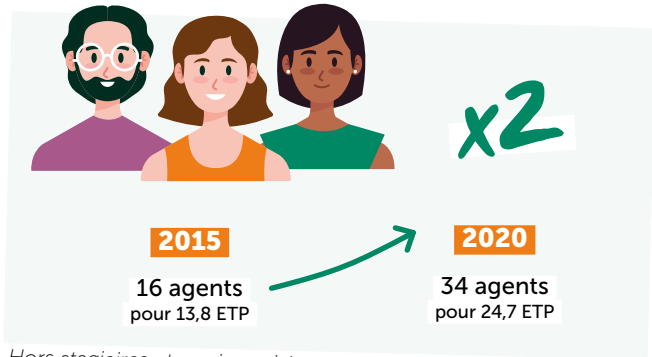 x2
2015
16 agents
pour 13,8 ETP
2020
34 agents
pour 24,7 ETP
Hors stagiaires